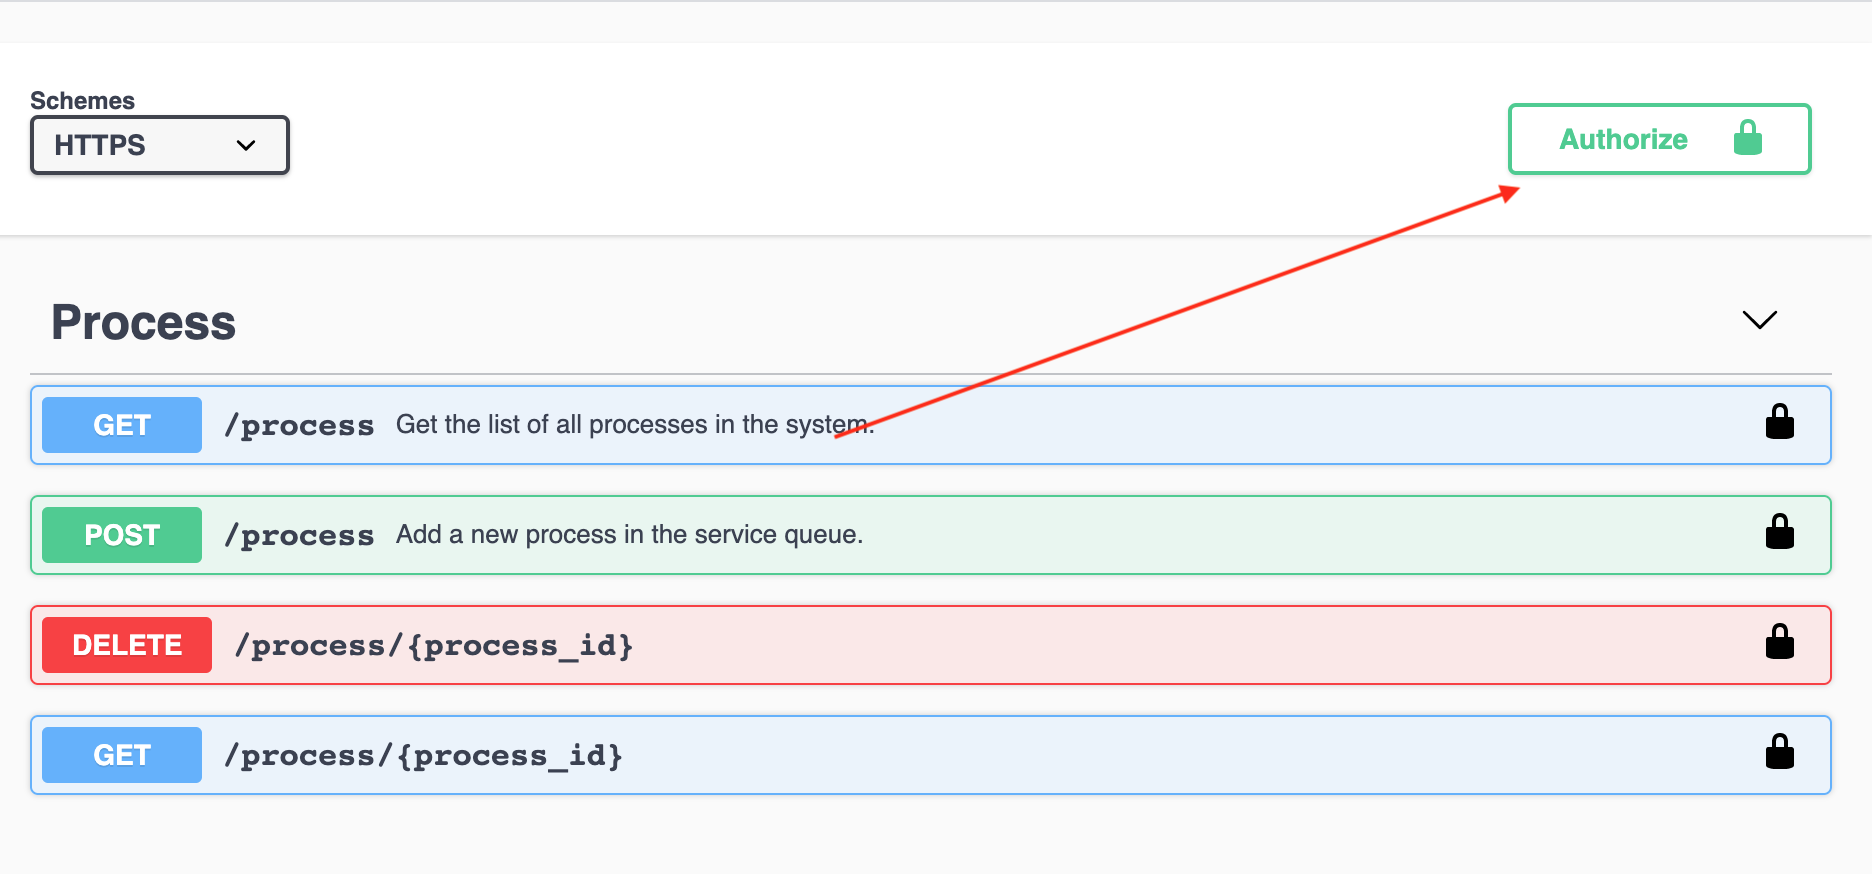 Schemes
HTTPS
Authorize
Process
GET /process Get the list of all processes in the system.
POST /process Add a new process in the service queue.
DELETE /process/{process_id}
GET /process/{process_id}